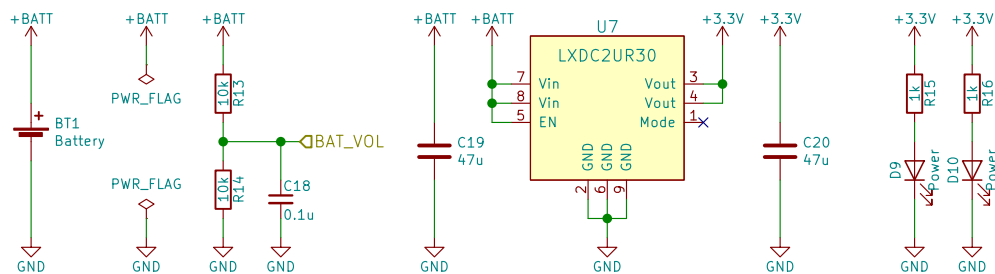 +BATT
+BATT
+BATT
+BATT
+BATT
U7
+3.3V
+3.3V
+3.3V
+3.3V
LXDC2UR30
PWR_FLAG
10k
R13
7
Vin
Vout
3
8
Vin
Vout
4
5
EN
Mode
1
1k
R15
1k
R16
BT1
Battery
BAT_VOL
C19
47u
C20
47u
GND
GND
GND
2
6
9
PWR_FLAG
10k
R14
C18
0.1u
D9
Power
D10
Power
GND
GND
GND
GND
GND
GND
GND
GND
GND